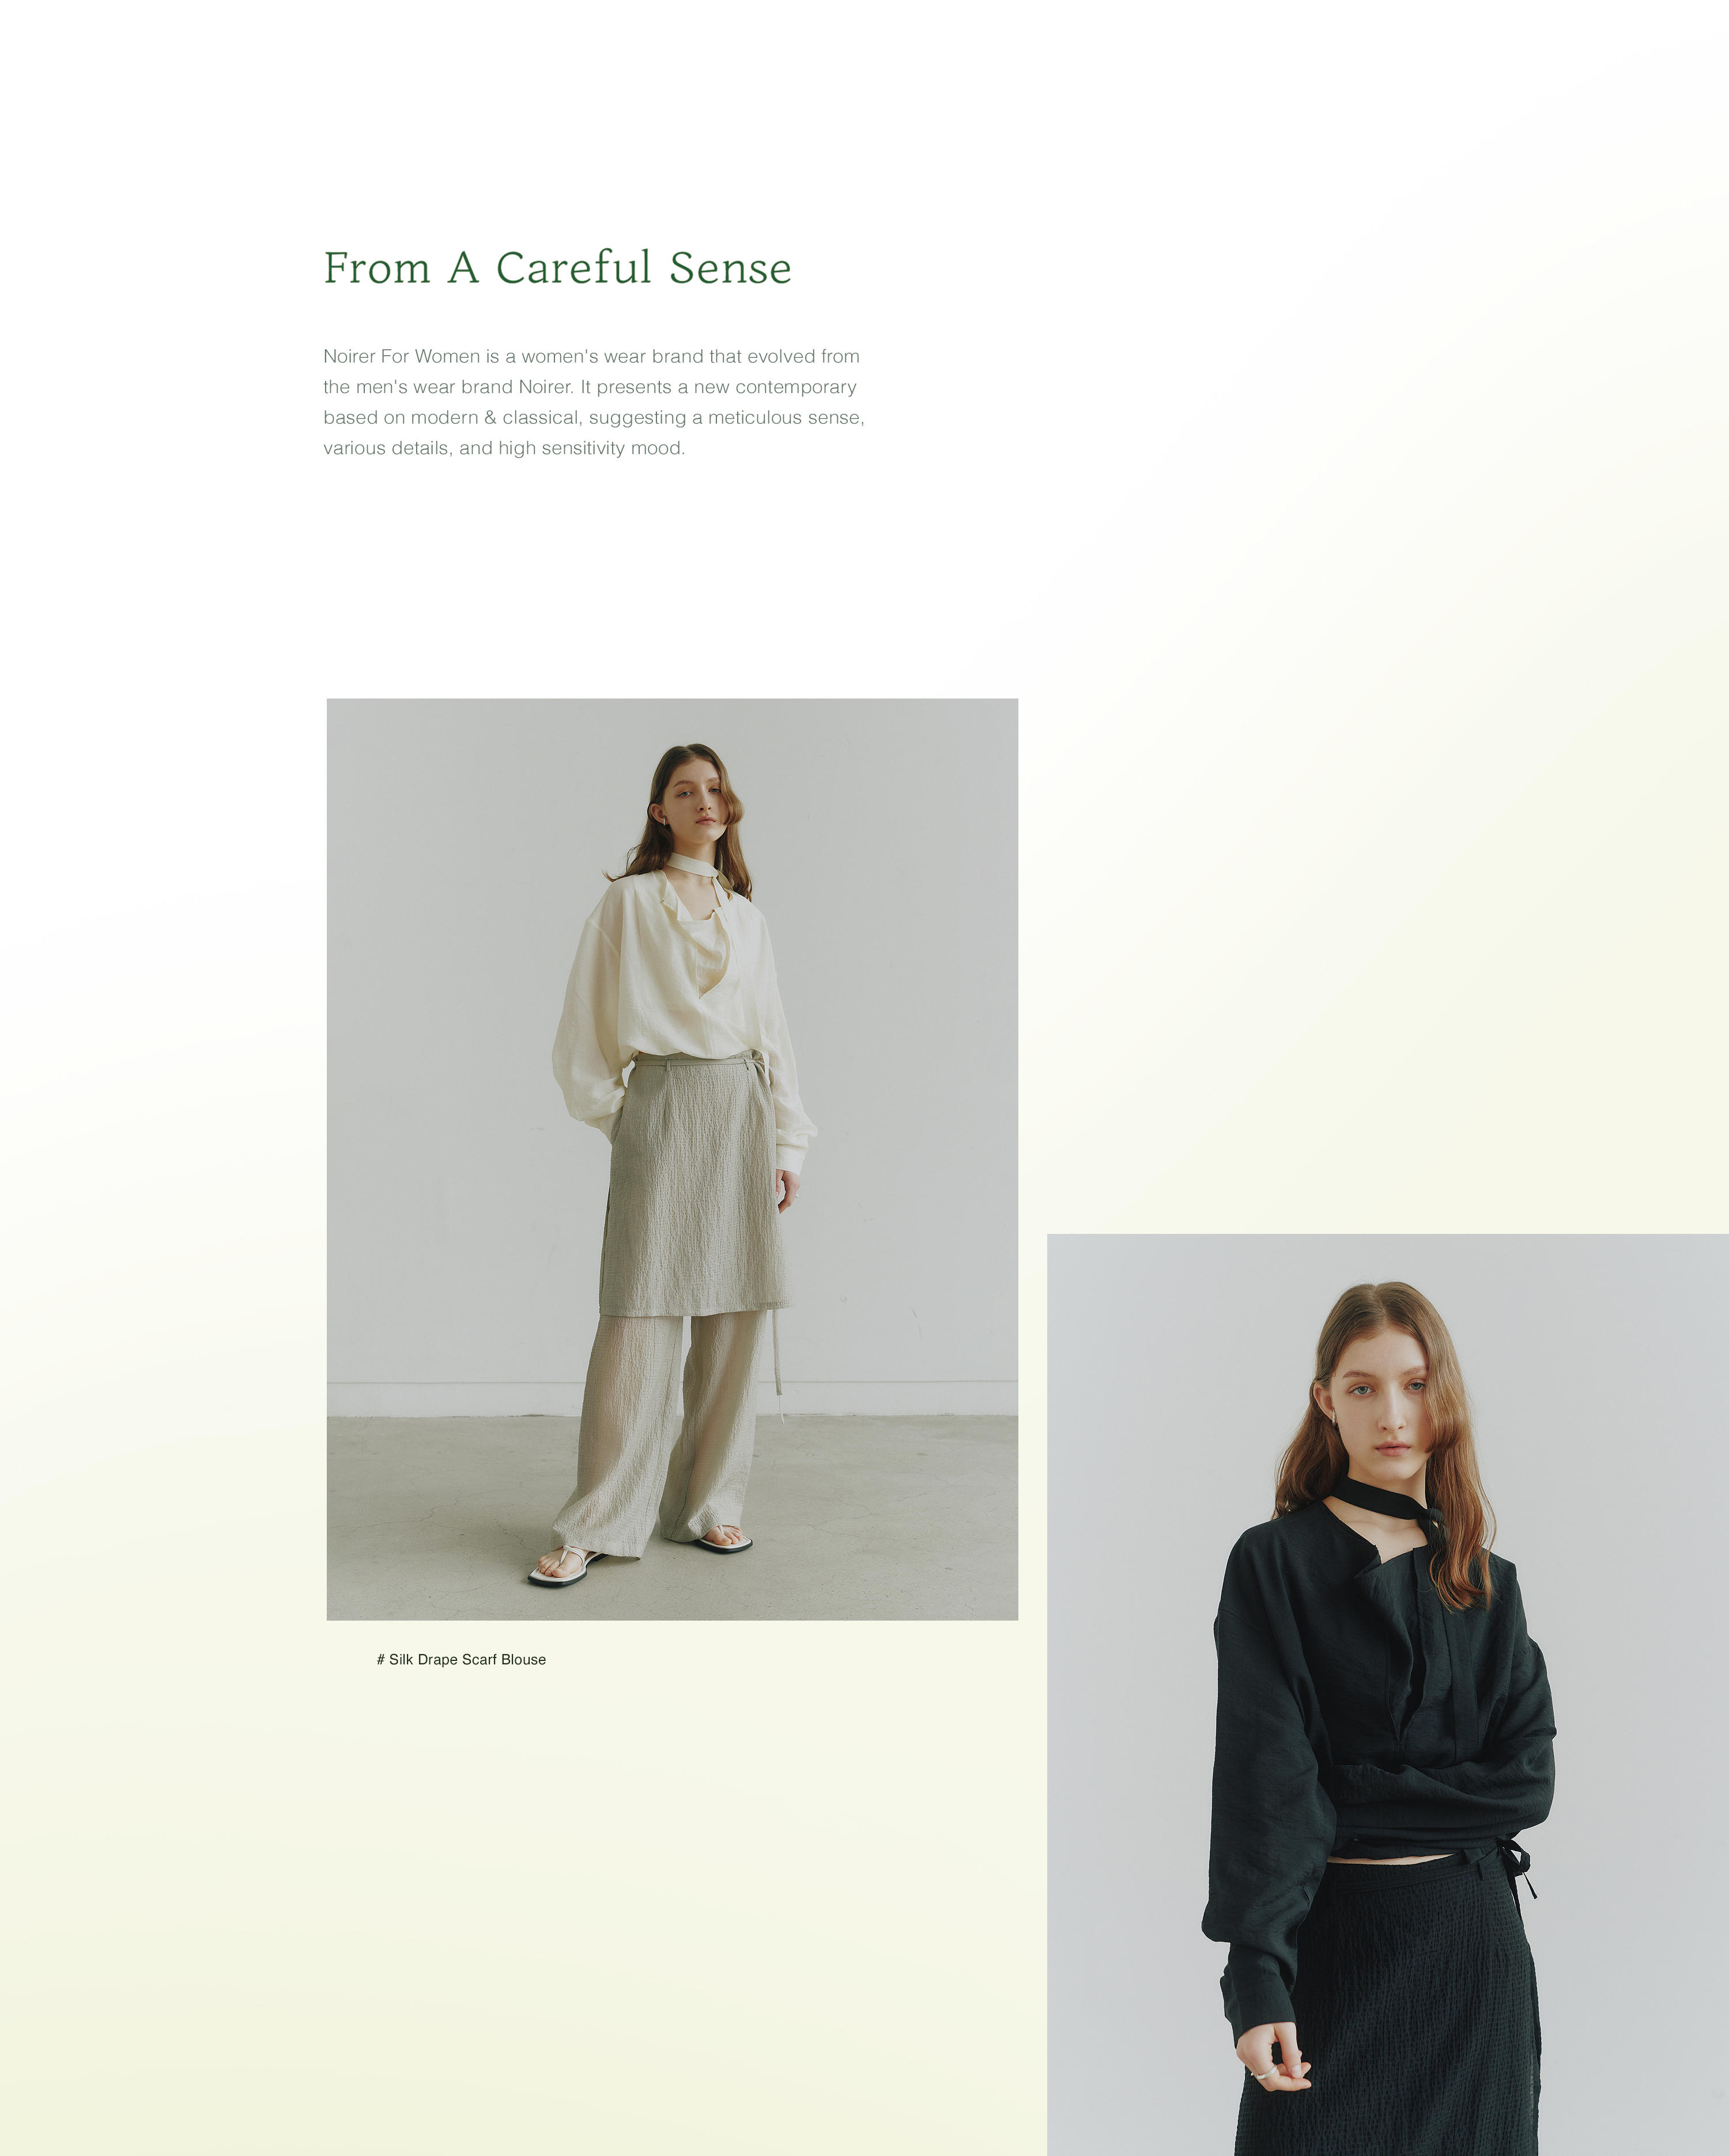 From A Careful Sense
Noirer For Women is a women's wear brand that evolved from
the men's wear brand Noirer. It presents a new contemporary
based on modern & classical, suggesting a meticulous sense,
various details, and high sensitivity mood.
# Silk Drape Scarf Blouse